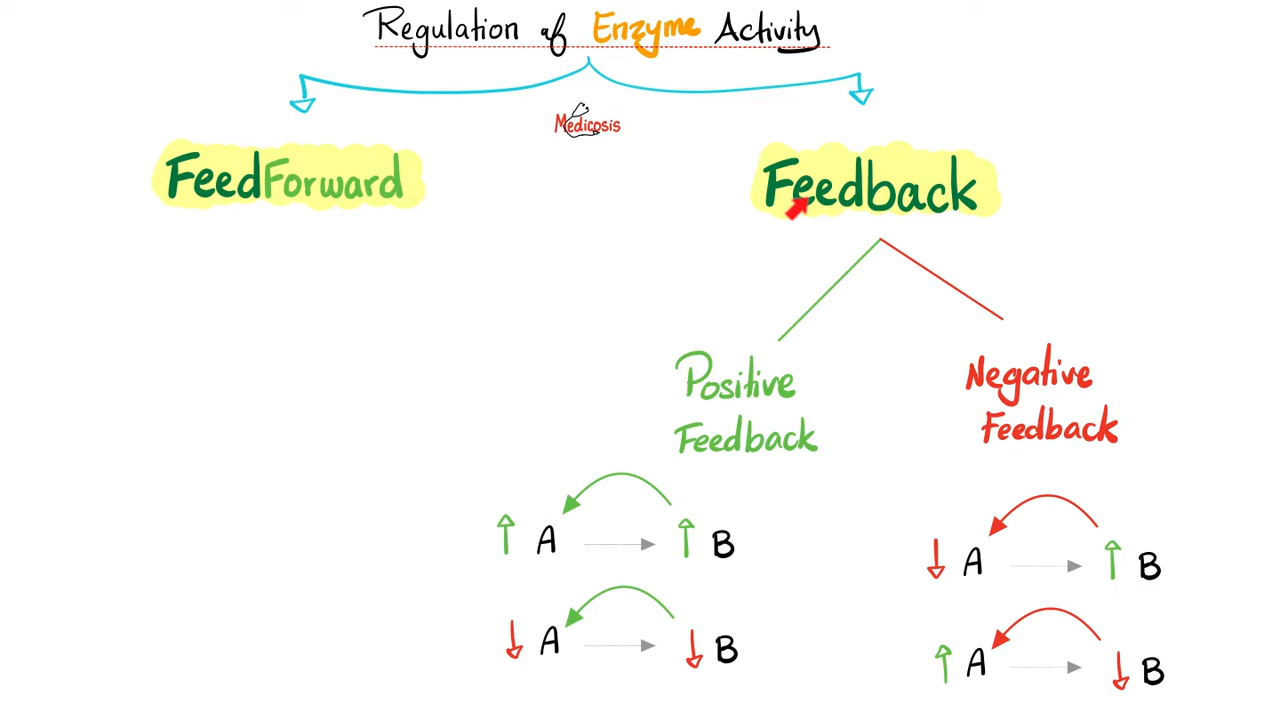 Regulation of Enzyme Activity
Medicosis
FeedForward
Feedback
Positive
Feedback
Negative
Feedback
↑ A → ↑ B
↓ A → ↓ B
↓ A → ↑ B
↑ A → ↓ B